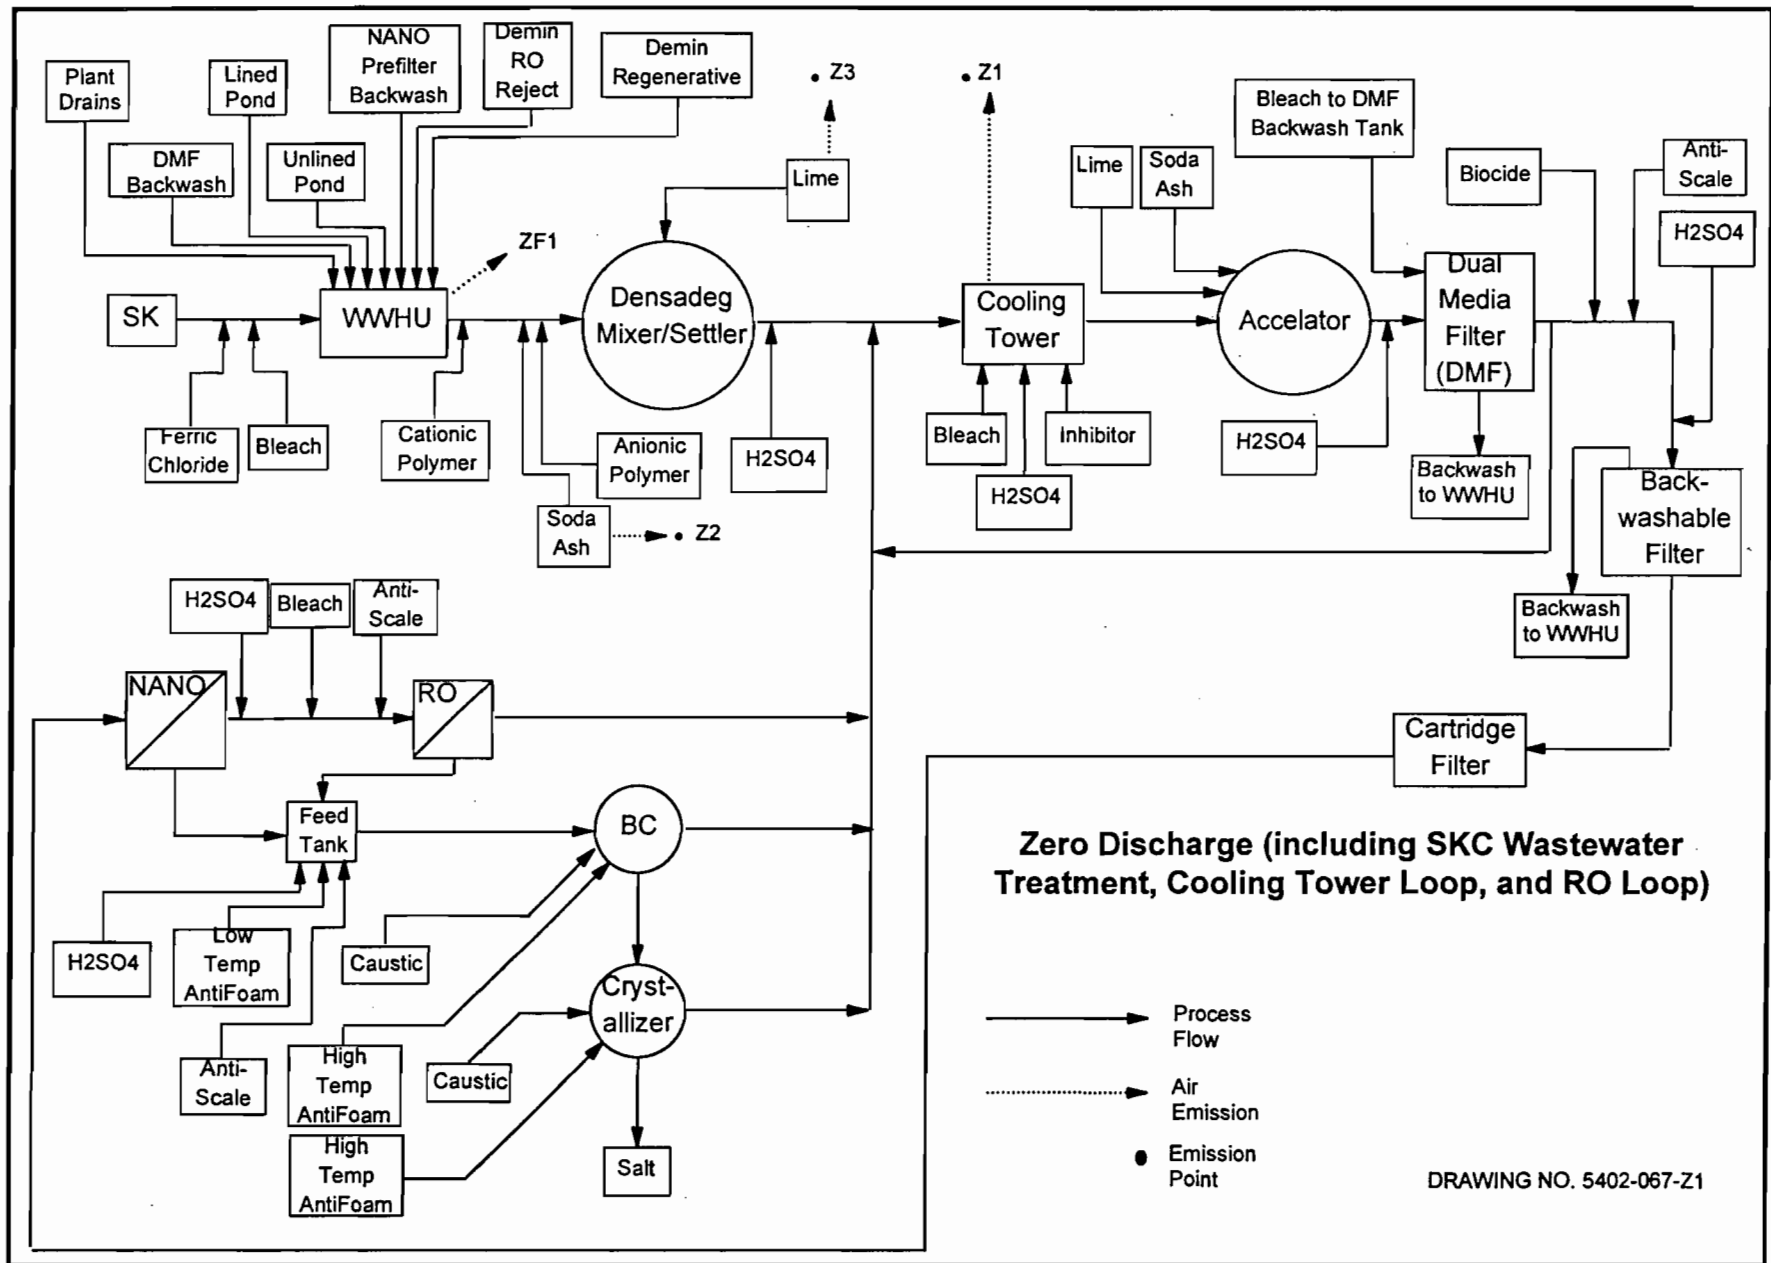 NANO
Prefilter
Backwash
Demin
RO
Reject
Demin
Regenerative
Plant
Drains
Lined
Pond
DMF
Backwash
Unlined
Pond
Z3
Z1
Lime
Bleach to DMF
Backwash Tank
Lime
Soda
Ash
Biocide
Anti-
Scale
H2SO4
ZF1
SK
WWHU
Densadeg
Mixer/Settler
Cooling
Tower
Accelator
Dual
Media
Filter
(DMF)
Ferric
Chloride
Bleach
Cationic
Polymer
Anionic
Polymer
H2SO4
Soda
Ash
Z2
Bleach
H2SO4
Inhibitor
H2SO4
Backwash
to WWHU
Back-
washable
Filter
Backwash
to WWHU
H2SO4
Bleach
Anti-
Scale
NANO
RO
Cartridge
Filter
Feed
Tank
BC
Zero Discharge (including SKC Wastewater
Treatment, Cooling Tower Loop, and RO Loop)
H2SO4
Low
Temp
AntiFoam
Caustic
Cryst-
allizer
Anti-
Scale
High
Temp
AntiFoam
Caustic
High
Temp
AntiFoam
Salt
Process
Flow
Air
Emission
Emission
Point
DRAWING NO. 5402-067-Z1